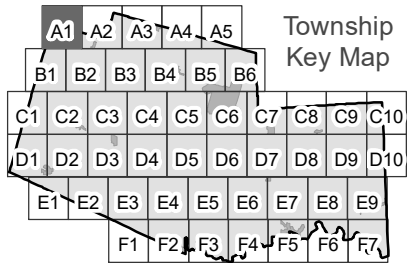 Township
Key Map
A1 A2 A3 A4 A5
B1 B2 B3 B4 B5 B6
C1 C2 C3 C4 C5 C6 C7 C8 C9 C10
D1 D2 D3 D4 D5 D6 D7 D8 D9 D10
E1 E2 E3 E4 E5 E6 E7 E8 E9
F1 F2 F3 F4 F5 F6 F7